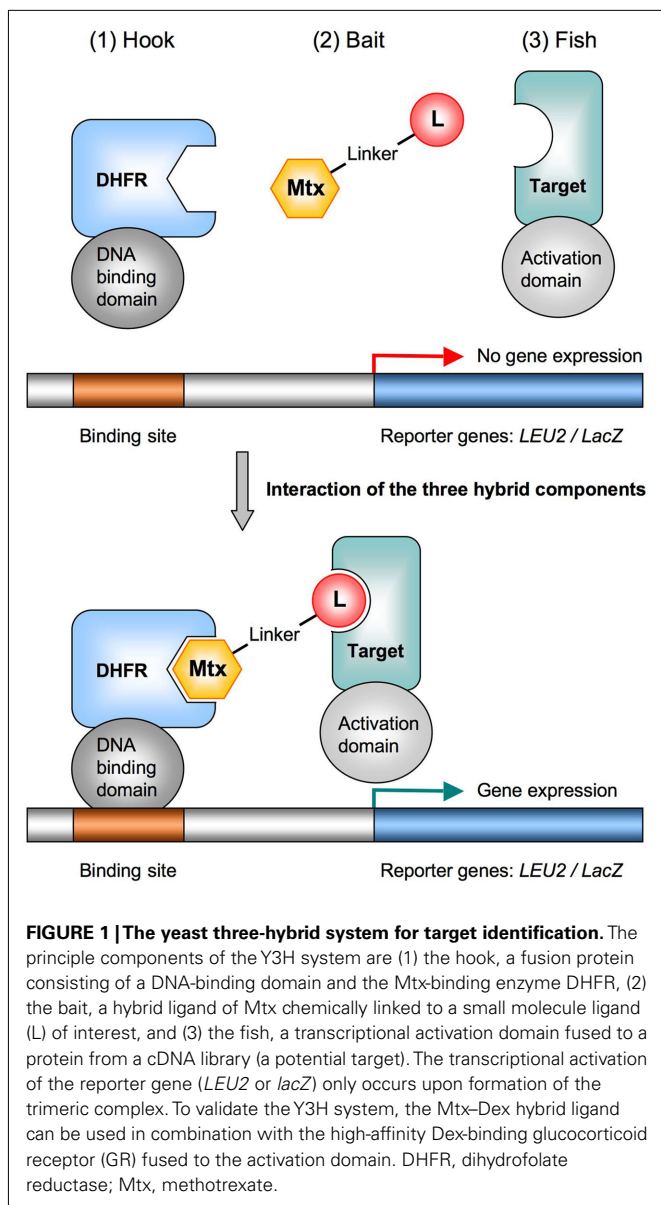 (1) Hook (2) Bait (3) Fish
L
Linker
DHFR
Mtx
Target
DNA
binding
domain
Activation
domain
No gene expression
Binding site
Reporter genes: LEU2 / LacZ
Interaction of the three hybrid components
L
Linker
DHFR
Mtx
Target
DNA
binding
domain
Activation
domain
Gene expression
Binding site
Reporter genes: LEU2 / LacZ
FIGURE 1 | The yeast three-hybrid system for target identification. The
principle components of the Y3H system are (1) the hook, a fusion protein
consisting of a DNA-binding domain and the Mtx-binding enzyme DHFR, (2)
the bait, a hybrid ligand of Mtx chemically linked to a small molecule ligand
(L) of interest, and (3) the fish, a transcriptional activation domain fused to a
protein from a cDNA library (a potential target). The transcriptional activation
of the reporter gene (LEU2 or lacZ) only occurs upon formation of the
trimeric complex. To validate the Y3H system, the Mtx–Dex hybrid ligand
can be used in combination with the high-affinity Dex-binding glucocorticoid
receptor (GR) fused to the activation domain. DHFR, dihydrofolate
reductase; Mtx, methotrexate.